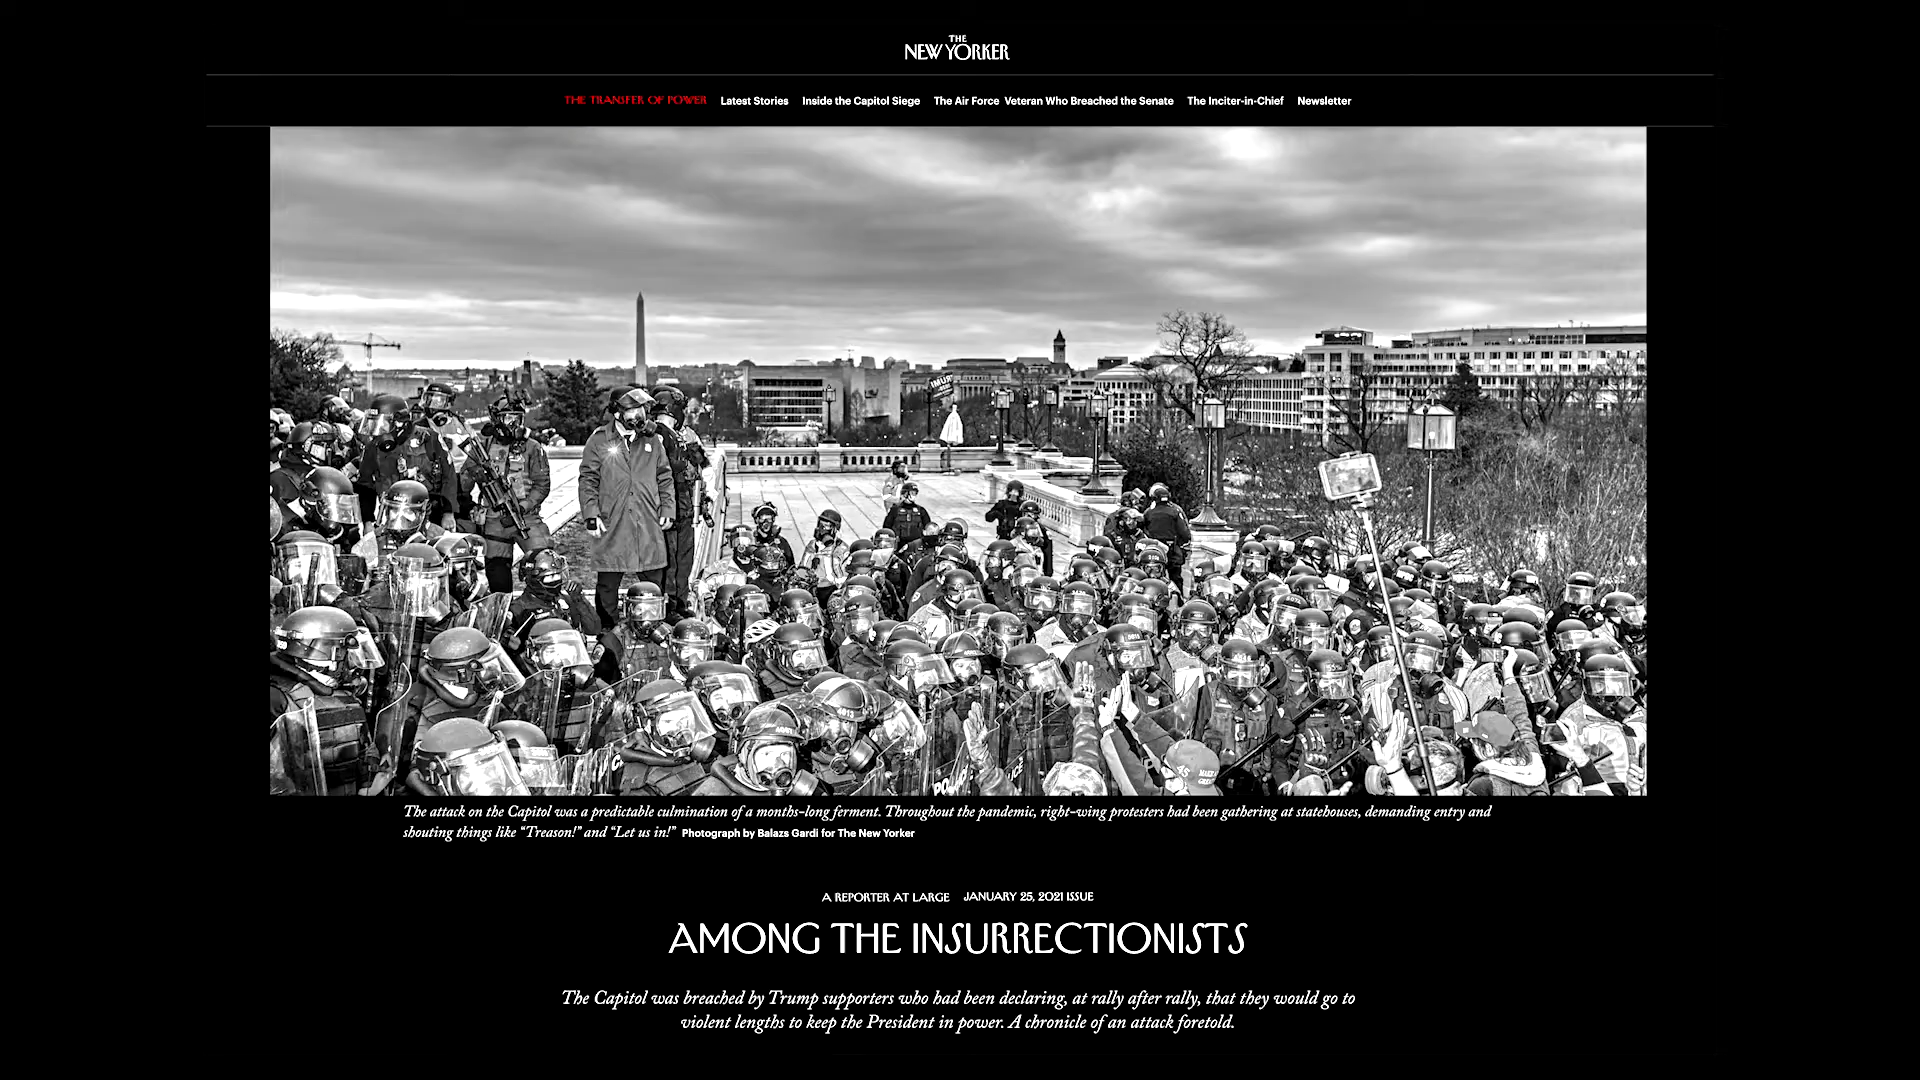 THE
NEW YORKER
THE TRANSFER OF POWER Latest Stories Inside the Capitol Siege The Air Force Veteran Who Breached the Senate The Inciter-in-Chief Newsletter
TRUMP
45 MAKE
POLICE
The attack on the Capitol was a predictable culmination of a months-long ferment. Throughout the pandemic, right-wing protesters had been gathering at statehouses, demanding entry and
shouting things like “Treason!” and “Let us in!” Photograph by Balazs Gardi for The New Yorker
A REPORTER AT LARGE JANUARY 25, 2021 ISSUE
AMONG THE INSURRECTIONISTS
The Capitol was breached by Trump supporters who had been declaring, at rally after rally, that they would go to
violent lengths to keep the President in power. A chronicle of an attack foretold.